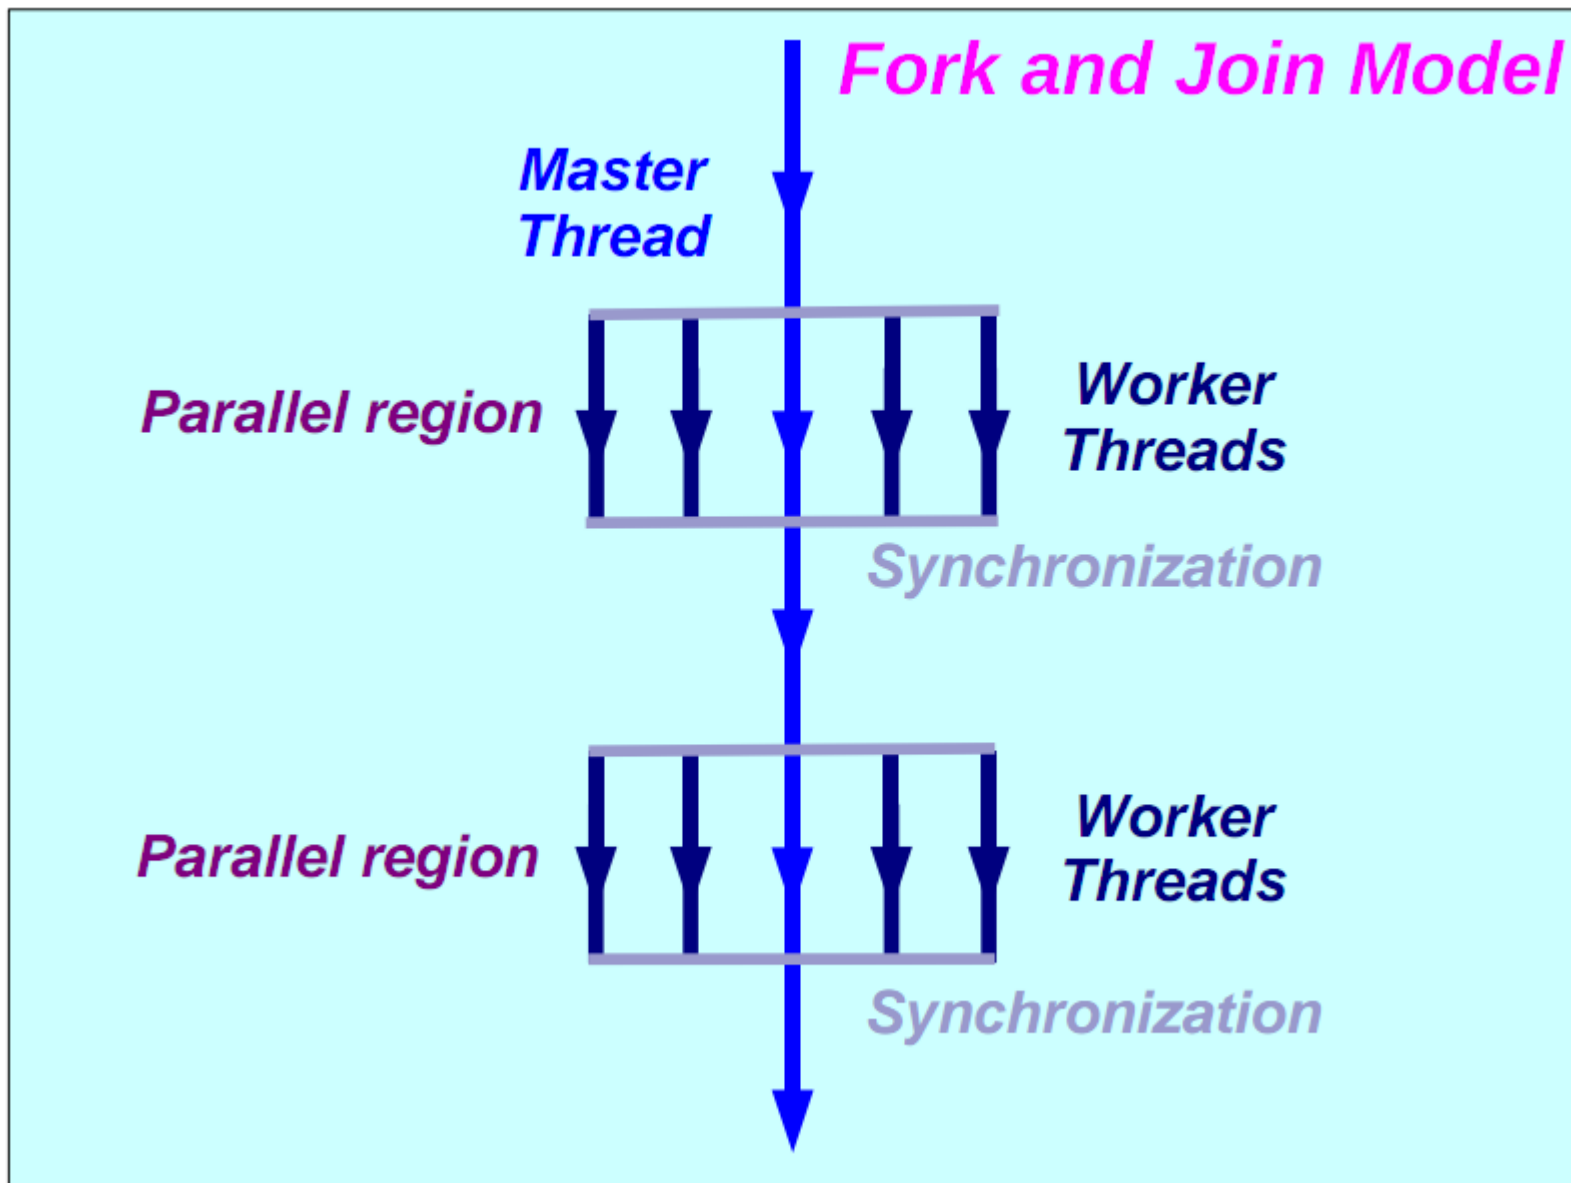 Fork and Join Model
Master
Thread
Parallel region
Worker
Threads
Synchronization
Parallel region
Worker
Threads
Synchronization